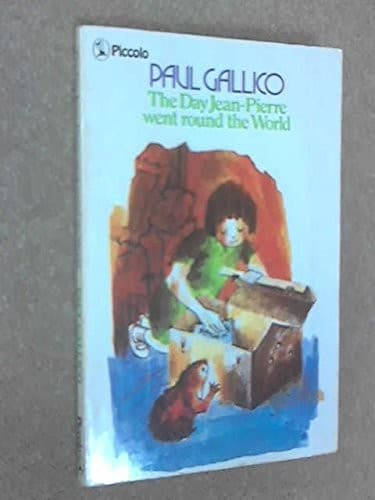 Piccolo
PAUL GALLICO
The Day Jean-Pierre
went round the World